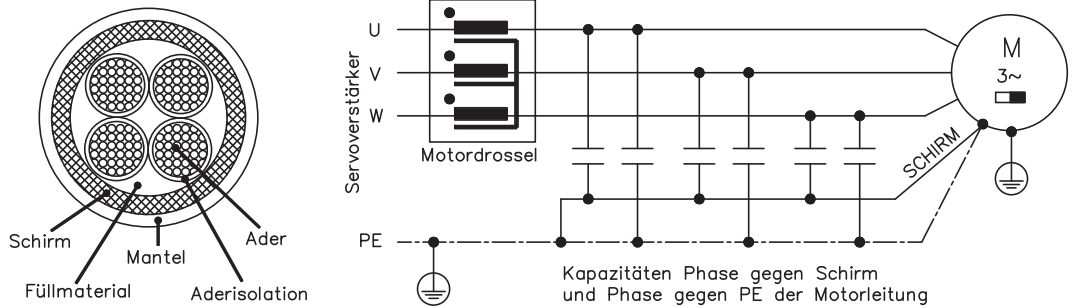 Schirm
Füllmaterial
Mantel
Aderisolation
Ader
Servoverstärker
U
V
W
PE
Motordrossel
M
3~
SCHIRM
Kapazitäten Phase gegen Schirm
und Phase gegen PE der Motorleitung